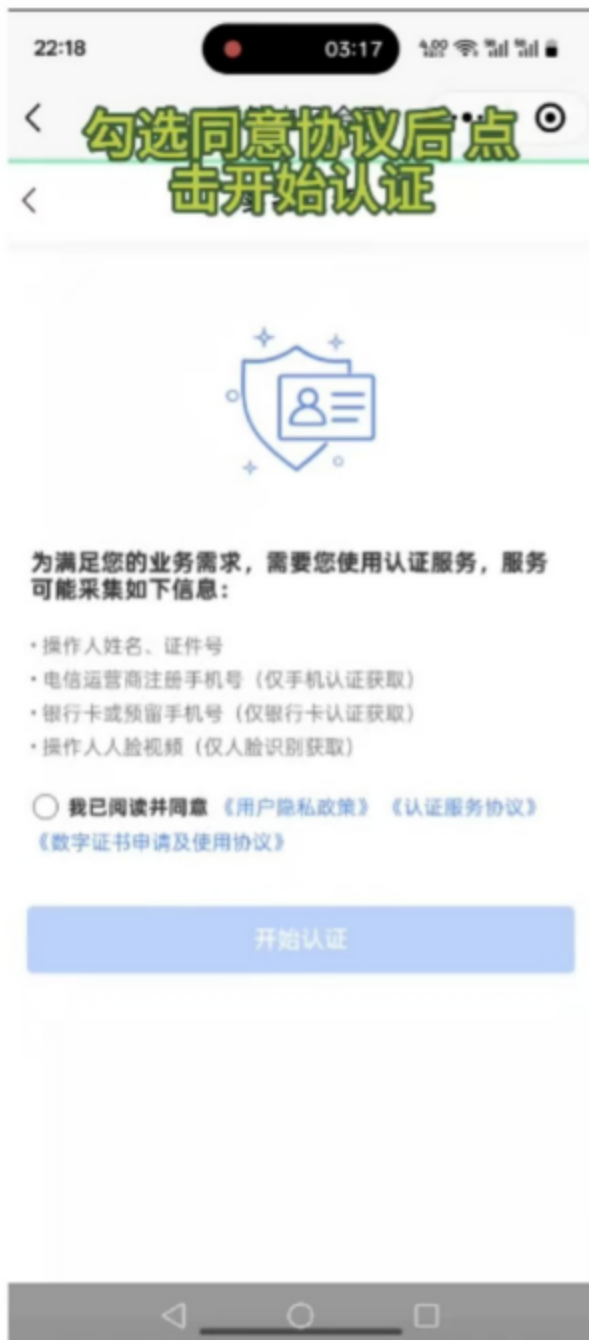 22:18
03:17
勾选同意协议后 点
击开始认证
为满足您的业务需求，需要您使用认证服务，服务
可能采集如下信息：
·操作人姓名、证件号
·电信运营商注册手机号（仅手机认证获取）
·银行卡或预留手机号（仅银行卡认证获取）
·操作人人脸视频（仅人脸识别获取）
我已阅读并同意 《用户隐私政策》 《认证服务协议》
《数字证书申请及使用协议》
开始认证